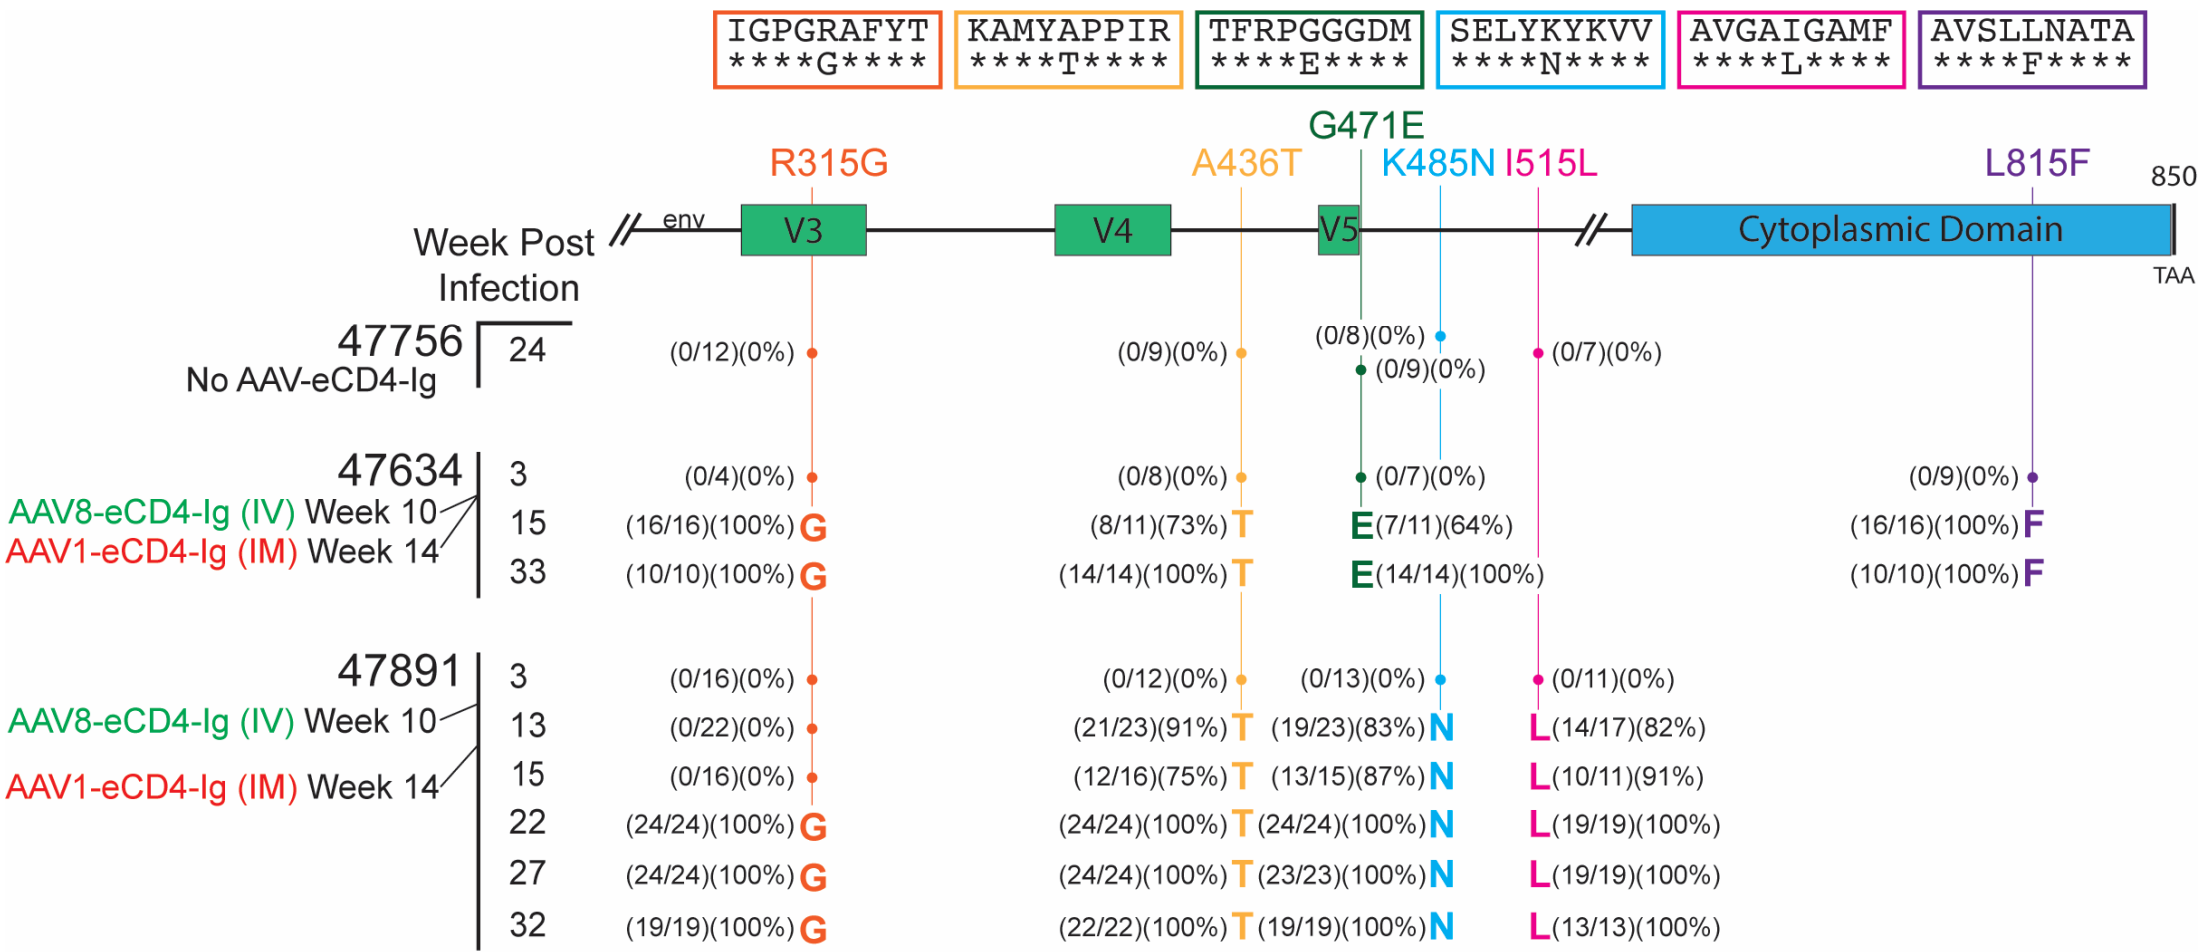 IGPGRAFYT KAMYAPPIR TFRPGGGDM SELYKYKVV AVGAIGAMF AVSLLNATA
****G**** ****T**** ****E**** ****N**** ****L**** ****F****
G471E
R315G A436T K485N I515L L815F
850
env V3 V4 V5 Cytoplasmic Domain
TAA
Week Post
Infection
47756 24 (0/12)(0%) (0/9)(0%) (0/8)(0%) (0/7)(0%)
(0/9)(0%)
No AAV-eCD4-Ig
47634 3 (0/4)(0%) (0/8)(0%) (0/7)(0%) (0/9)(0%)
AAV8-eCD4-Ig (IV) Week 10
15 (16/16)(100%) G (8/11)(73%) T E (7/11)(64%) (16/16)(100%) F
AAV1-eCD4-Ig (IM) Week 14
33 (10/10)(100%) G (14/14)(100%) T E (14/14)(100%) (10/10)(100%) F
47891 3 (0/16)(0%) (0/12)(0%) (0/13)(0%) (0/11)(0%)
AAV8-eCD4-Ig (IV) Week 10
13 (0/22)(0%) (21/23)(91%) T (19/23)(83%) N L (14/17)(82%)
AAV1-eCD4-Ig (IM) Week 14
15 (0/16)(0%) (12/16)(75%) T (13/15)(87%) N L (10/11)(91%)
22 (24/24)(100%) G (24/24)(100%) T (24/24)(100%) N L (19/19)(100%)
27 (24/24)(100%) G (24/24)(100%) T (23/23)(100%) N L (19/19)(100%)
32 (19/19)(100%) G (22/22)(100%) T (19/19)(100%) N L (13/13)(100%)